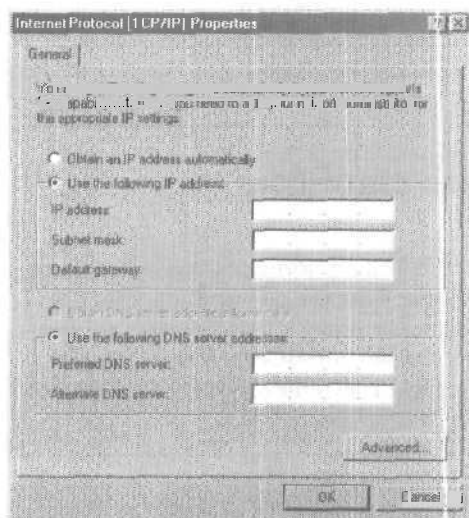 Internet Protocol [TCP/IP] Properties
General
the appropriate IP settings.
Obtain an IP address automatically
Use the following IP address:
IP address:
Subnet mask:
Default gateway:
Use the following DNS server addresses:
Preferred DNS server:
Alternate DNS server:
Advanced...
OK
Cancel